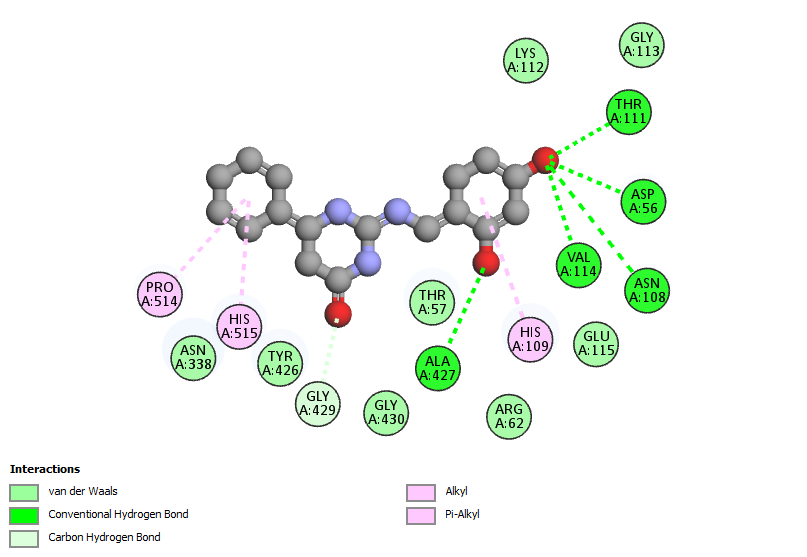 LYS
A:112
GLY
A:113
THR
A:111
ASP
A:56
VAL
A:114
ASN
A:108
PRO
A:514
THR
A:57
HIS
A:515
HIS
A:109
GLU
A:115
ASN
A:338
TYR
A:426
ALA
A:427
GLY
A:429
GLY
A:430
ARG
A:62
Interactions
van der Waals
Conventional Hydrogen Bond
Carbon Hydrogen Bond
Alkyl
Pi-Alkyl